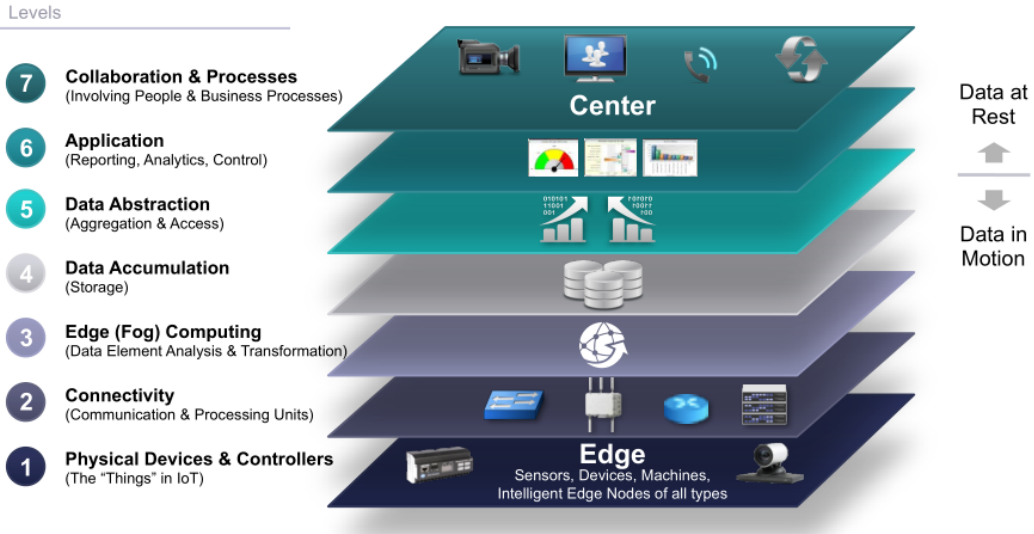 Levels
7
Collaboration & Processes
(Involving People & Business Processes)
6
Application
(Reporting, Analytics, Control)
5
Data Abstraction
(Aggregation & Access)
4
Data Accumulation
(Storage)
3
Edge (Fog) Computing
(Data Element Analysis & Transformation)
2
Connectivity
(Communication & Processing Units)
1
Physical Devices & Controllers
(The “Things” in IoT)
Center
010101
11001
001
Edge
Sensors, Devices, Machines,
Intelligent Edge Nodes of all types
Data at
Rest
Data in
Motion